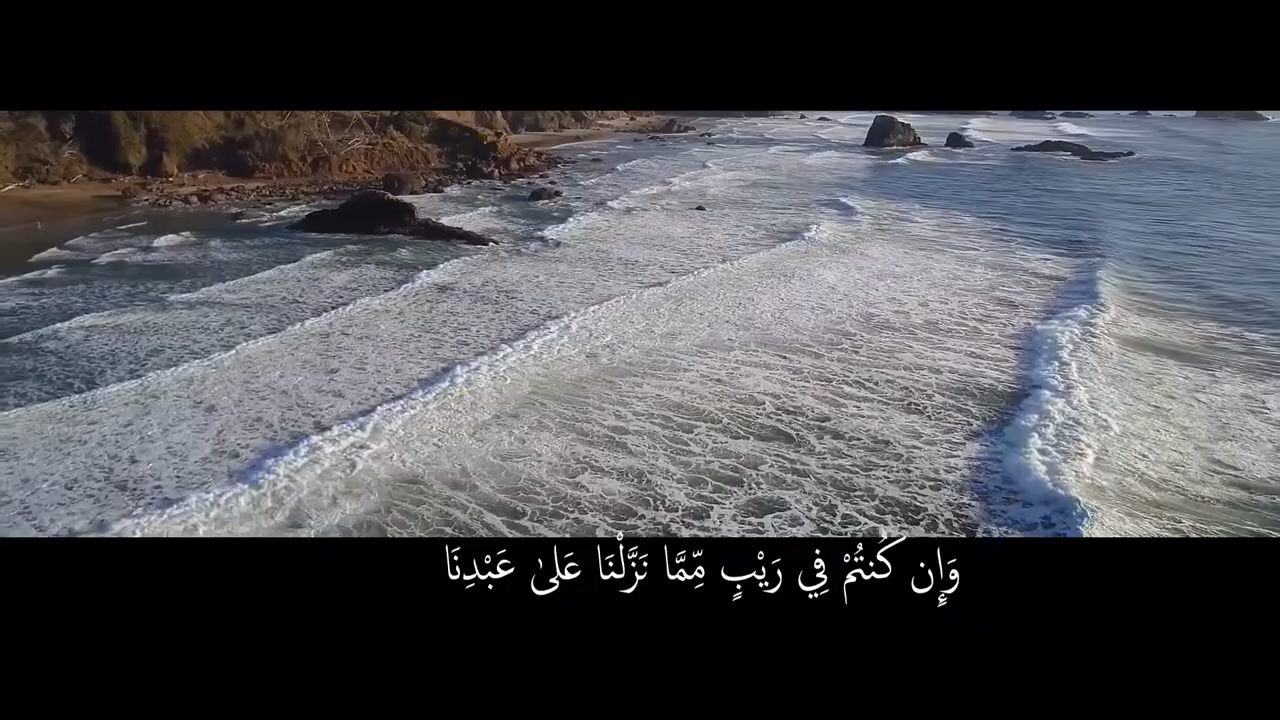 وَإِن كُنتُمْ فِي رَيْبٍ مِّمَّا نَزَّلْنَا عَلَىٰ عَبْدِنَا